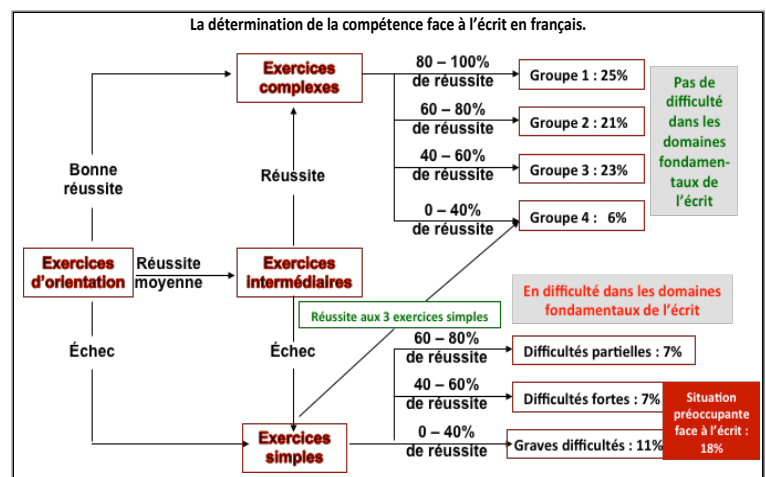 La détermination de la compétence face à l'écrit en français.
Exercices
complexes
80 – 100%
de réussite
Groupe 1 : 25%
60 – 80%
de réussite
Groupe 2 : 21%
40 – 60%
de réussite
Groupe 3 : 23%
0 – 40%
de réussite
Groupe 4 : 6%
Pas de
difficulté
dans les
domaines
fondamen-
taux de
l'écrit
Bonne
réussite
Réussite
Exercices
d'orientation
Réussite
moyenne
Exercices
intermédiaires
En difficulté dans les domaines
fondamentaux de l'écrit
Réussite aux 3 exercices simples
Échec
Échec
60 – 80%
de réussite
Difficultés partielles : 7%
40 – 60%
de réussite
Difficultés fortes : 7%
0 – 40%
de réussite
Graves difficultés : 11%
Situation
préoccupante
face à l'écrit :
18%
Exercices
simples